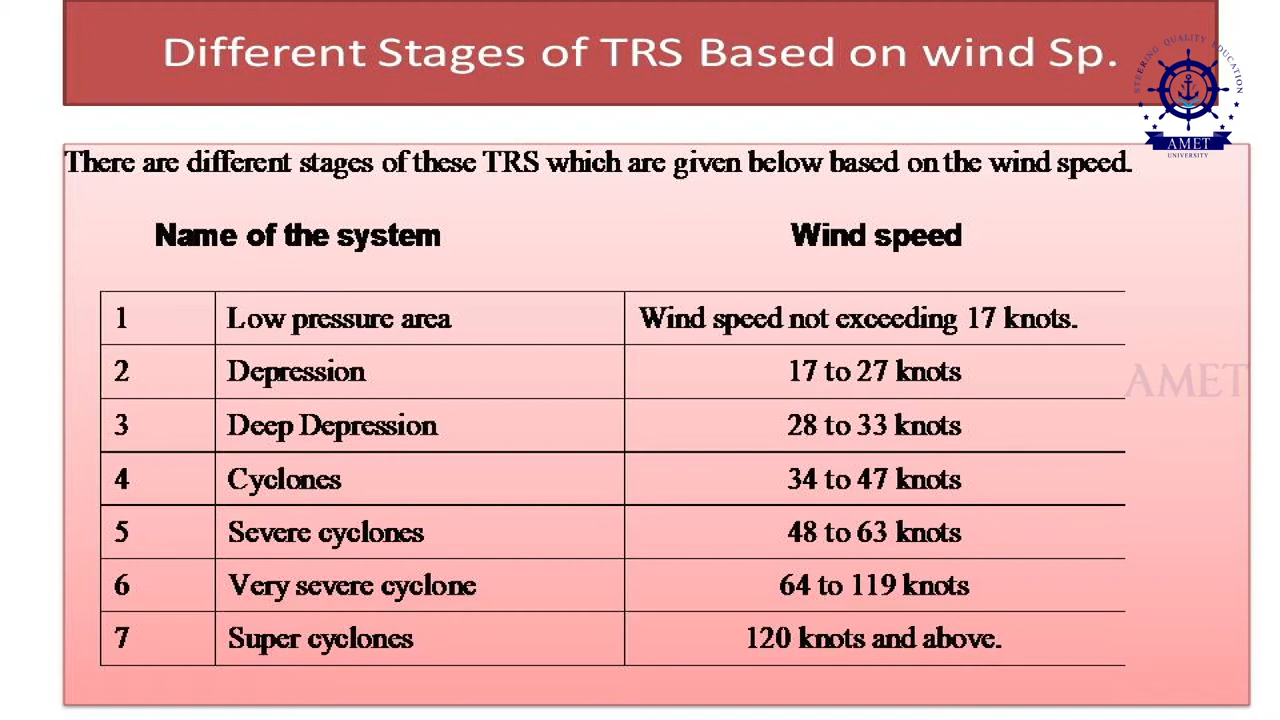 Different Stages of TRS Based on wind Sp.
STEERING QUALITY EDUCATION
AMET
UNIVERSITY
There are different stages of these TRS which are given below based on the wind speed.
Name of the system Wind speed
1 Low pressure area Wind speed not exceeding 17 knots.
2 Depression 17 to 27 knots
AMET
3 Deep Depression 28 to 33 knots
4 Cyclones 34 to 47 knots
5 Severe cyclones 48 to 63 knots
6 Very severe cyclone 64 to 119 knots
7 Super cyclones 120 knots and above.